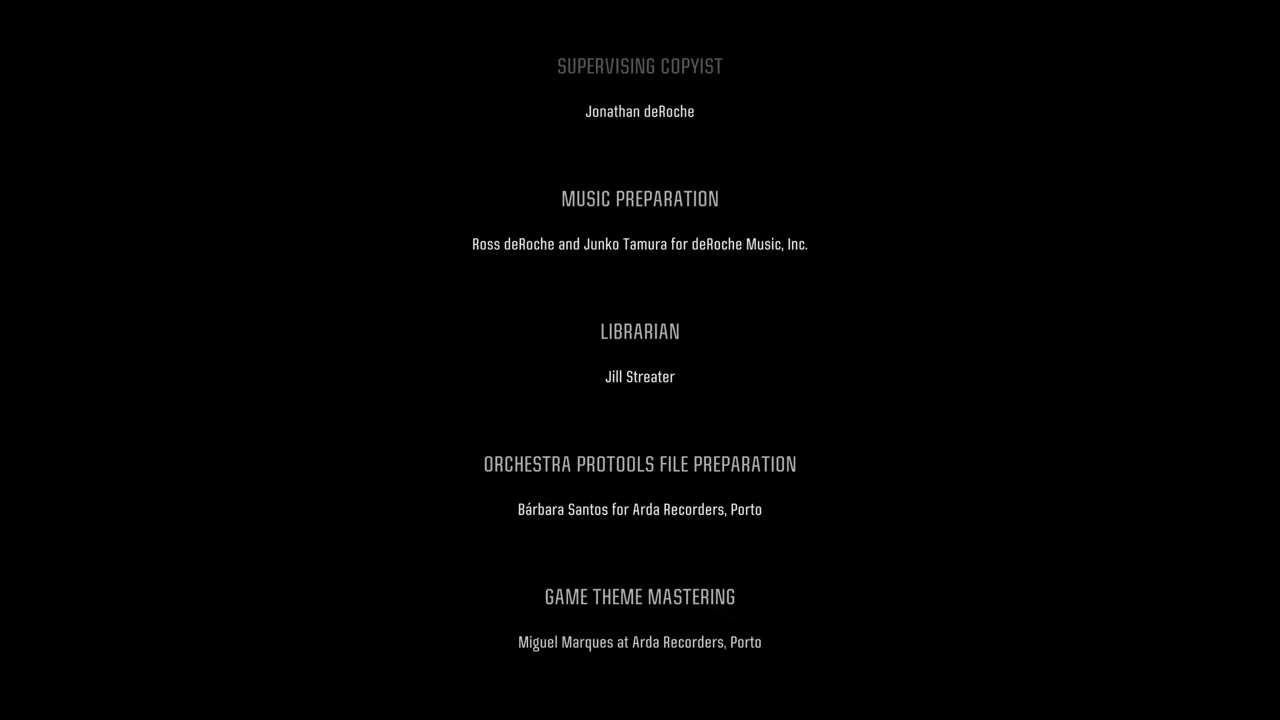 SUPERVISING COPYIST
Jonathan deRoche
MUSIC PREPARATION
Ross deRoche and Junko Tamura for deRoche Music, Inc.
LIBRARIAN
Jill Streater
ORCHESTRA PROTOOLS FILE PREPARATION
Bárbara Santos for Arda Recorders, Porto
GAME THEME MASTERING
Miguel Marques at Arda Recorders, Porto